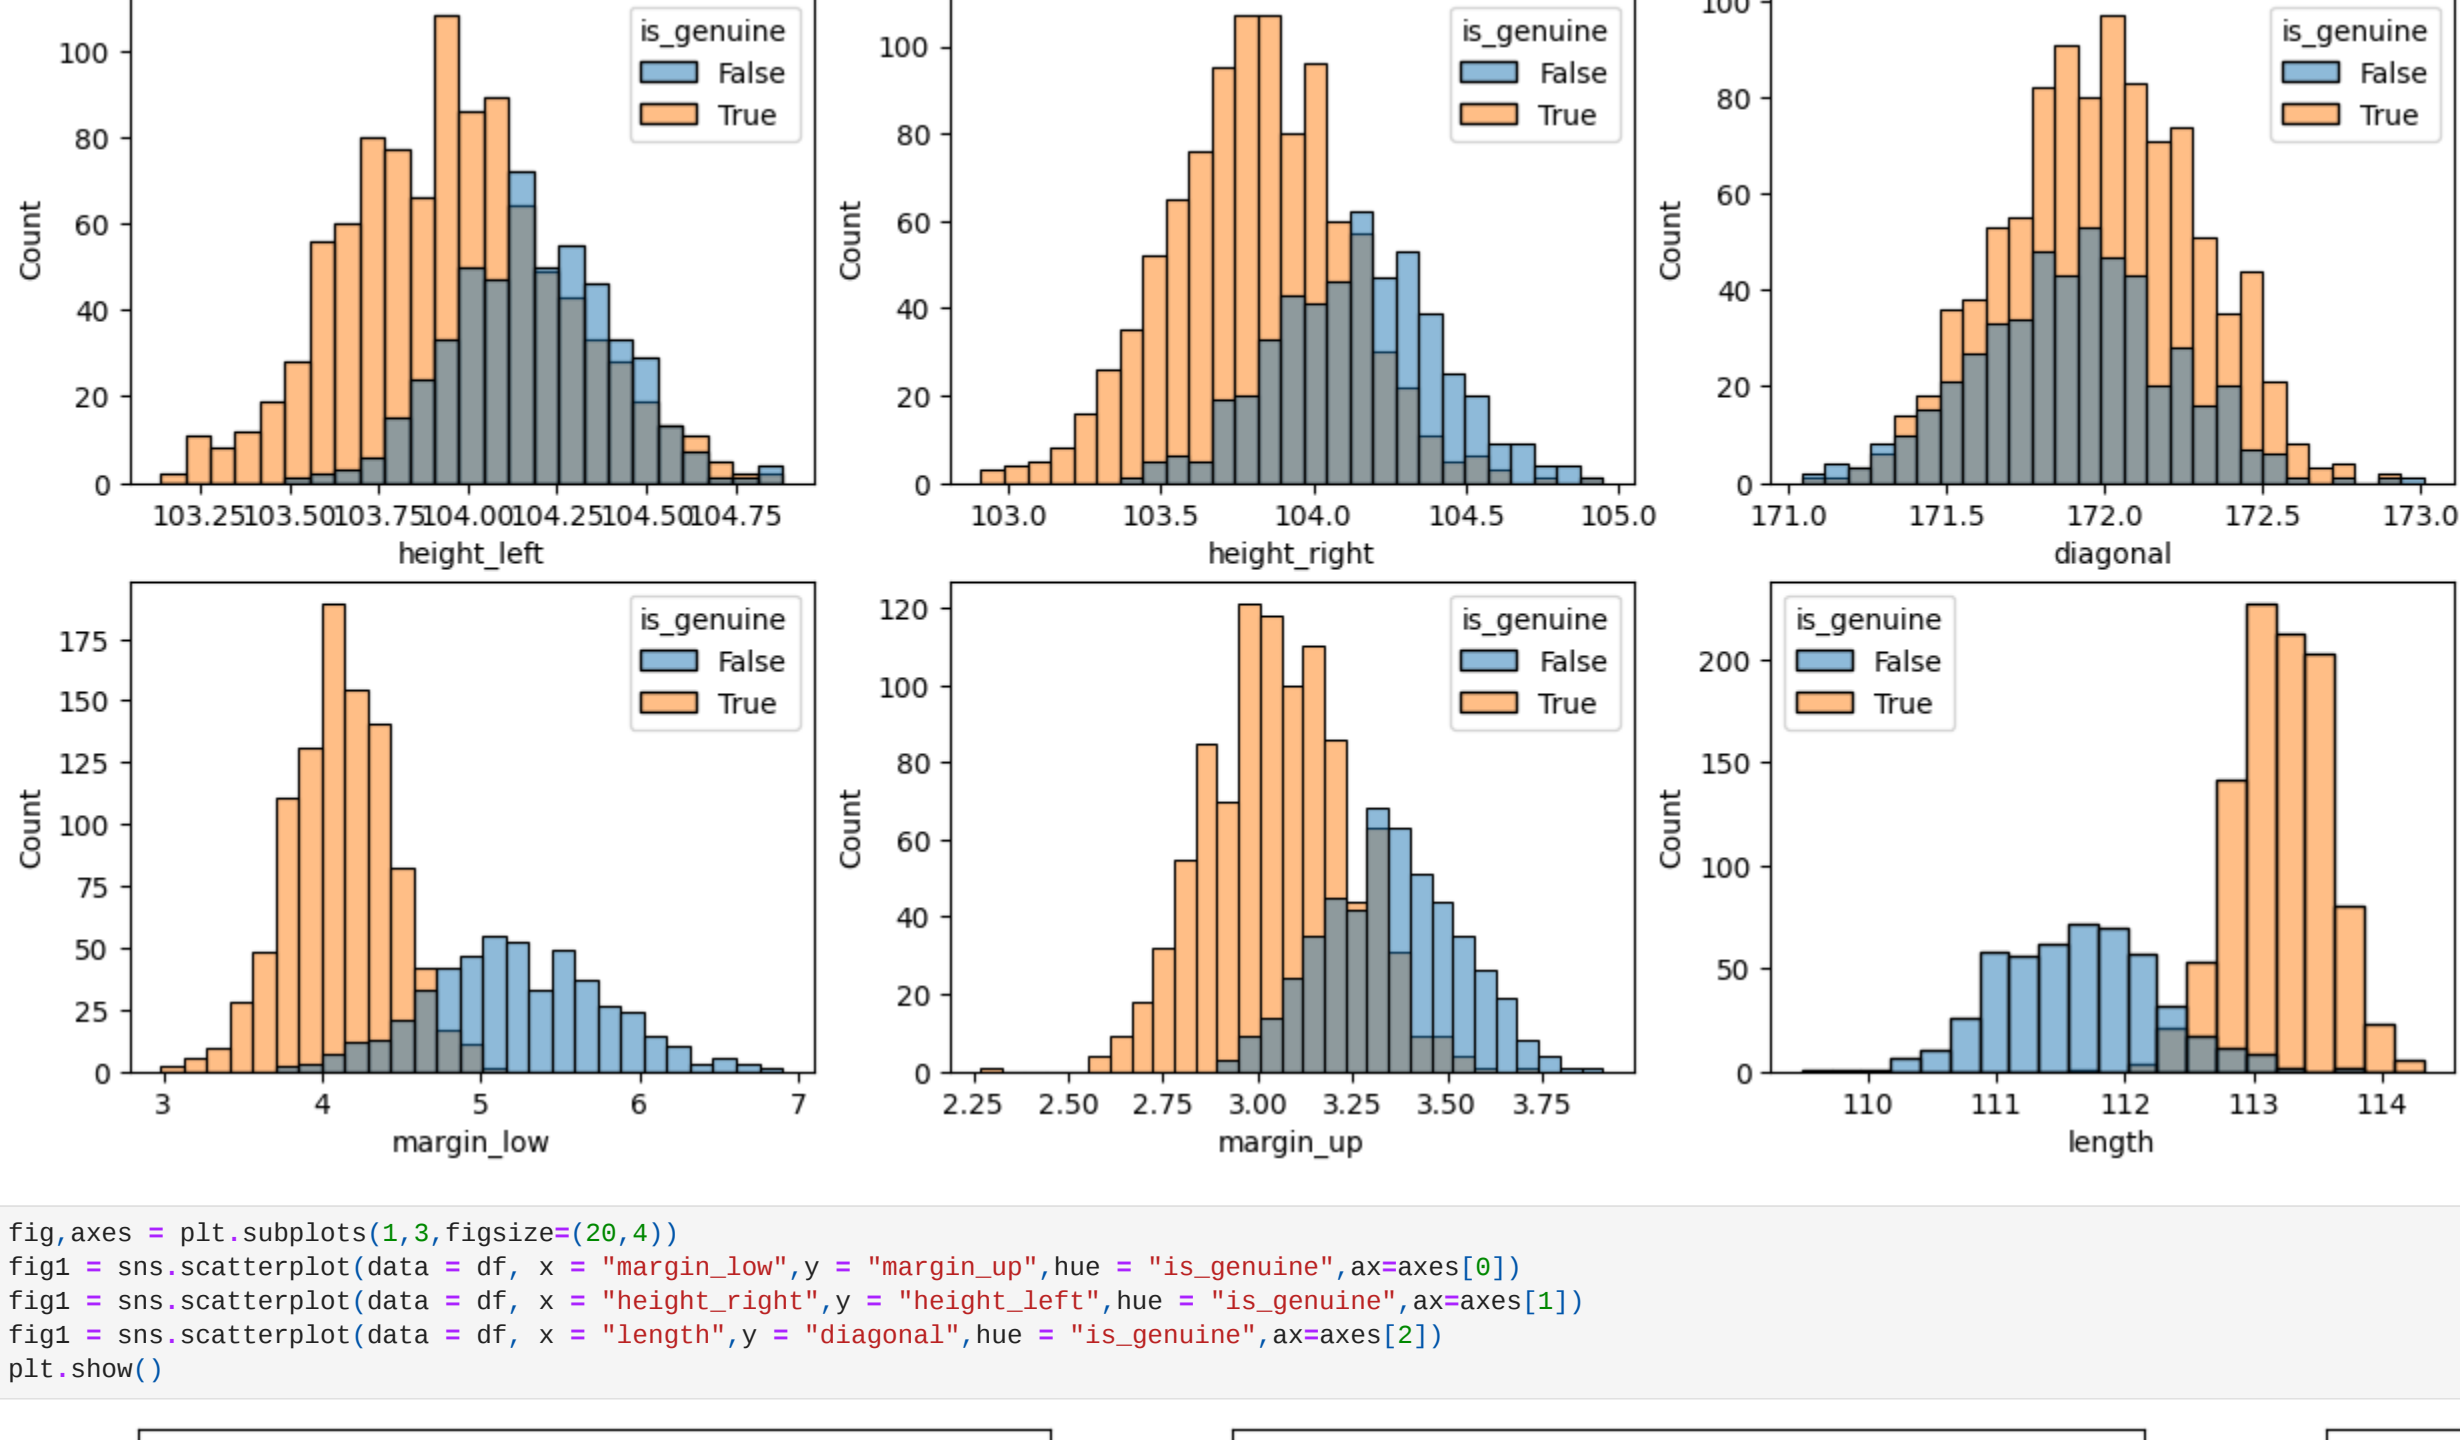 100
80
60
40
20
0
Count
is_genuine
False
True
103.25 103.50 103.75 104.00 104.25 104.50 104.75
height_left
100
80
60
40
20
0
Count
is_genuine
False
True
103.0 103.5 104.0 104.5 105.0
height_right
100
80
60
40
20
0
Count
is_genuine
False
True
171.0 171.5 172.0 172.5 173.0
diagonal
175
150
125
100
75
50
25
0
Count
is_genuine
False
True
3 4 5 6 7
margin_low
120
100
80
60
40
20
0
Count
is_genuine
False
True
2.25 2.50 2.75 3.00 3.25 3.50 3.75
margin_up
200
150
100
50
0
Count
is_genuine
False
True
110 111 112 113 114
length
fig,axes = plt.subplots(1,3,figsize=(20,4))
fig1 = sns.scatterplot(data = df, x = "margin_low",y = "margin_up",hue = "is_genuine",ax=axes[0])
fig1 = sns.scatterplot(data = df, x = "height_right",y = "height_left",hue = "is_genuine",ax=axes[1])
fig1 = sns.scatterplot(data = df, x = "length",y = "diagonal",hue = "is_genuine",ax=axes[2])
plt.show()